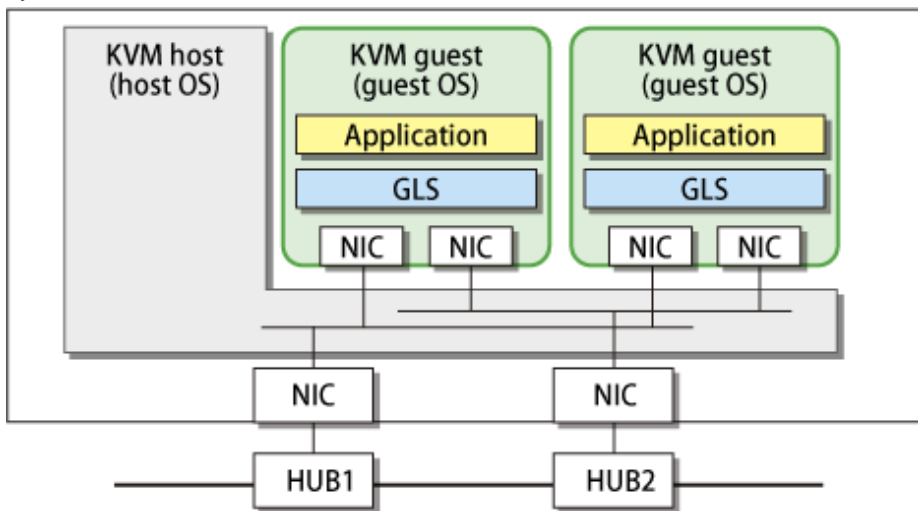 KVM host
(host OS)
KVM guest
(guest OS)
Application
GLS
NIC
NIC
KVM guest
(guest OS)
Application
GLS
NIC
NIC
NIC
NIC
HUB1
HUB2